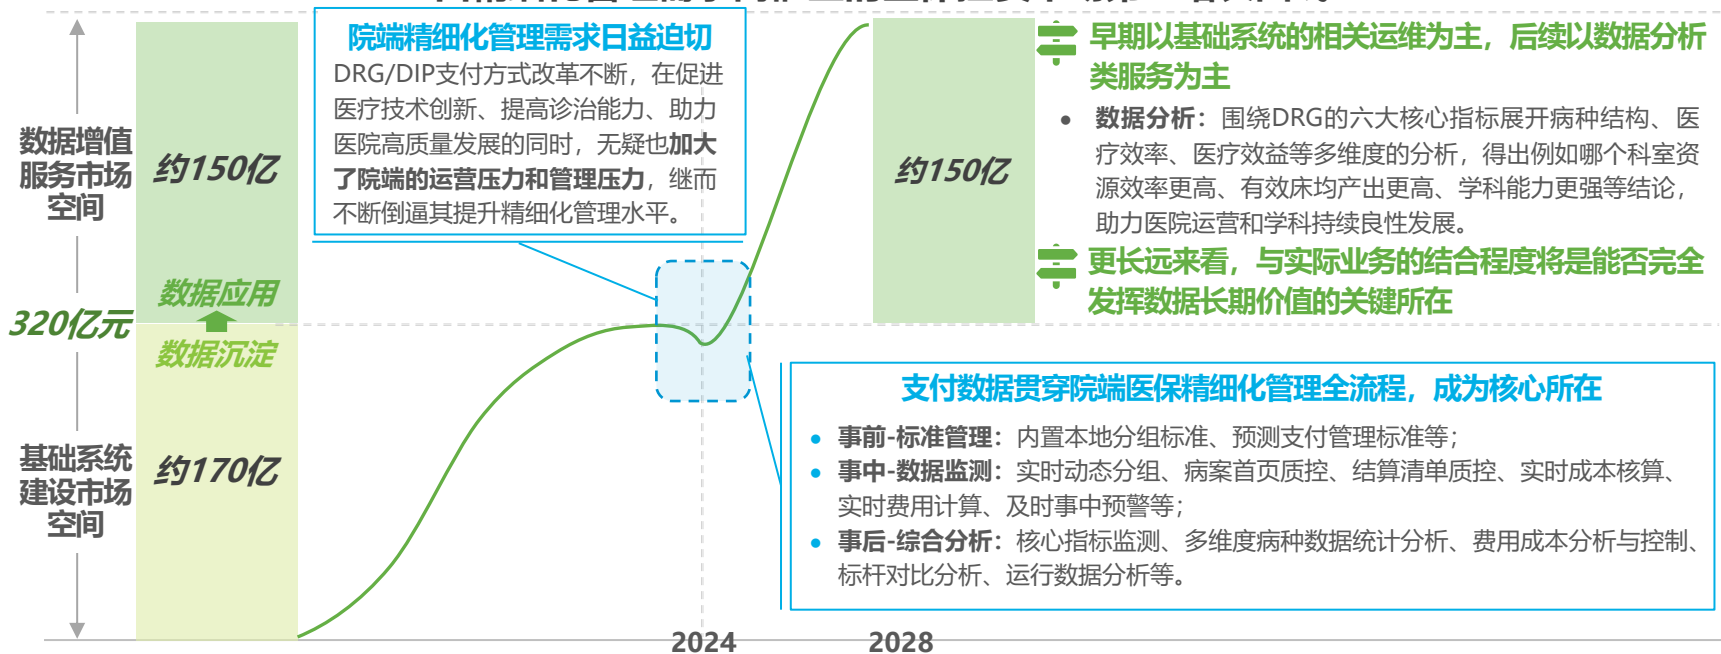 院端精细化管理需求日益迫切
DRG/DIP支付方式改革不断，在促进
医疗技术创新、提高诊治能力、助力
医院高质量发展的同时，无疑也加大
了院端的运营压力和管理压力，继而
不断倒逼其提升精细化管理水平。
数据增值
服务市场
空间
约150亿
数据应用
320亿元
数据沉淀
基础系统
建设市场
空间
约170亿
约150亿
早期以基础系统的相关运维为主，后续以数据分析
类服务为主
● 数据分析：围绕DRG的六大核心指标展开病种结构、医
疗效率、医疗效益等多维度的分析，得出例如哪个科室资
源效率更高、有效床均产出更高、学科能力更强等结论，
助力医院运营和学科持续良性发展。
更长远来看，与实际业务的结合程度将是能否完全
发挥数据长期价值的关键所在
支付数据贯穿院端医保精细化管理全流程，成为核心所在
● 事前-标准管理：内置本地分组标准、预测支付管理标准等；
● 事中-数据监测：实时动态分组、病案首页质控、结算清单质控、实时成本核算、
实时费用计算、及时事中预警等；
● 事后-综合分析：核心指标监测、多维度病种数据统计分析、费用成本分析与控制、
标杆对比分析、运行数据分析等。
2024
2028